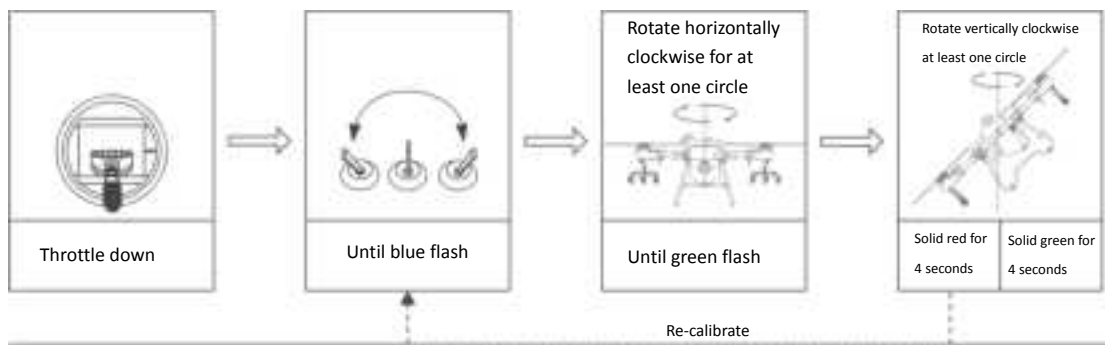 Throttle down
Until blue flash
Rotate horizontally
clockwise for at
least one circle
Until green flash
Rotate vertically clockwise
at least one circle
Solid red for
4 seconds
Solid green for
4 seconds
Re-calibrate